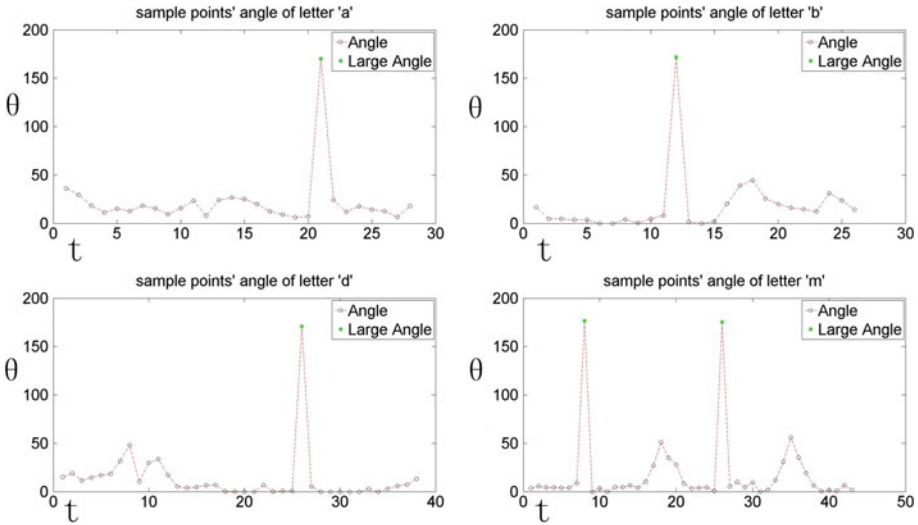 sample points' angle of letter 'a'
200
150
100
50
0
θ
Angle
Large Angle
0 5 10 15 20 25 30
t
sample points' angle of letter 'b'
200
150
100
50
0
θ
Angle
Large Angle
0 5 10 15 20 25 30
t
sample points' angle of letter 'd'
200
150
100
50
0
θ
Angle
Large Angle
0 10 20 30 40
t
sample points' angle of letter 'm'
200
150
100
50
0
θ
Angle
Large Angle
0 10 20 30 40 50
t